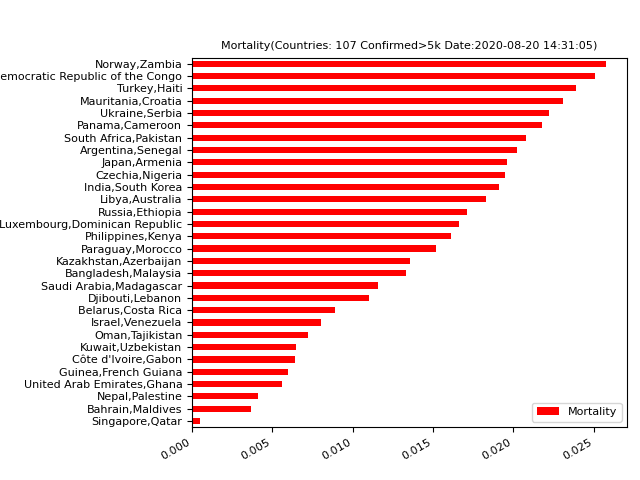 Mortality(Countries: 107 Confirmed>5k Date:2020-08-20 14:31:05)
Norway,Zambia
emocratic Republic of the Congo
Turkey,Haiti
Mauritania,Croatia
Ukraine,Serbia
Panama,Cameroon
South Africa,Pakistan
Argentina,Senegal
Japan,Armenia
Czechia,Nigeria
India,South Korea
Libya,Australia
Russia,Ethiopia
Luxembourg,Dominican Republic
Philippines,Kenya
Paraguay,Morocco
Kazakhstan,Azerbaijan
Bangladesh,Malaysia
Saudi Arabia,Madagascar
Djibouti,Lebanon
Belarus,Costa Rica
Israel,Venezuela
Oman,Tajikistan
Kuwait,Uzbekistan
Côte d'Ivoire,Gabon
Guinea,French Guiana
United Arab Emirates,Ghana
Nepal,Palestine
Bahrain,Maldives
Singapore,Qatar
Mortality
0.000 0.005 0.010 0.015 0.020 0.025